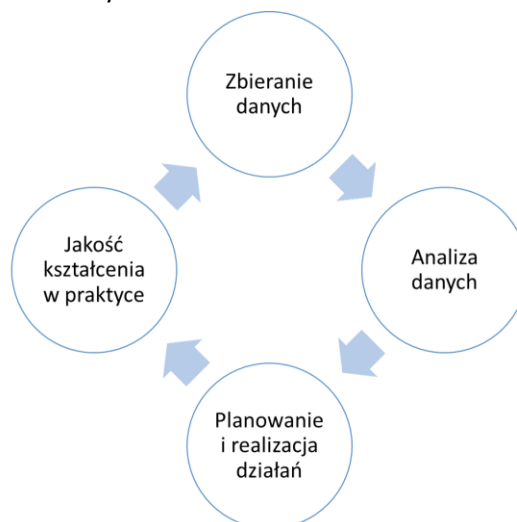 Zbieranie
danych
Analiza
danych
Planowanie
i realizacja
działań
Jakość
kształcenia
w praktyce